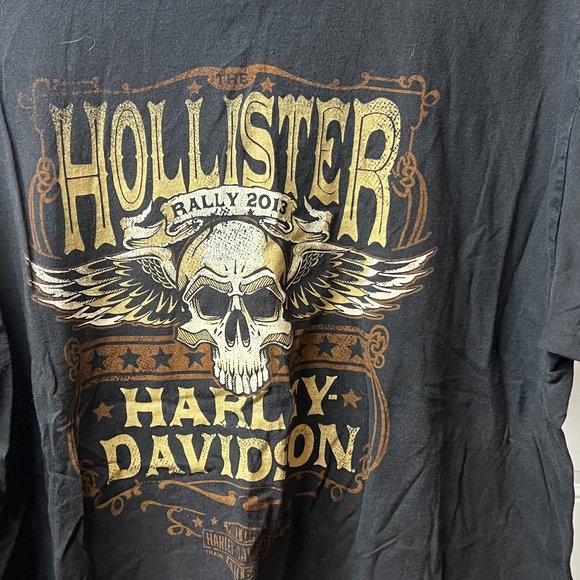 THE
HOLLISTER
RALLY 2013
HARLEY-
DAVIDSON